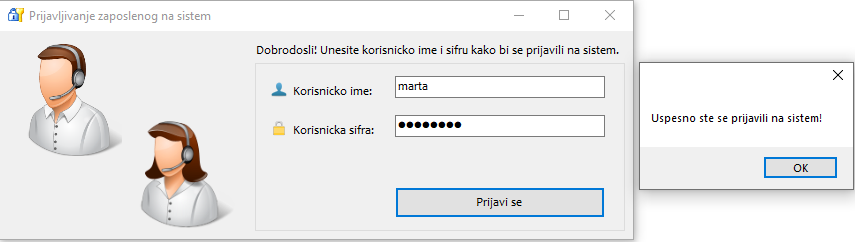 Prijavljivanje zaposlenog na sistem
Dobrodosli! Unesite korisnicko ime i sifru kako bi se prijavili na sistem.
Korisnicko ime: marta
Korisnicka sifra: ●●●●●●●●
Prijavi se
Uspesno ste se prijavili na sistem!
OK